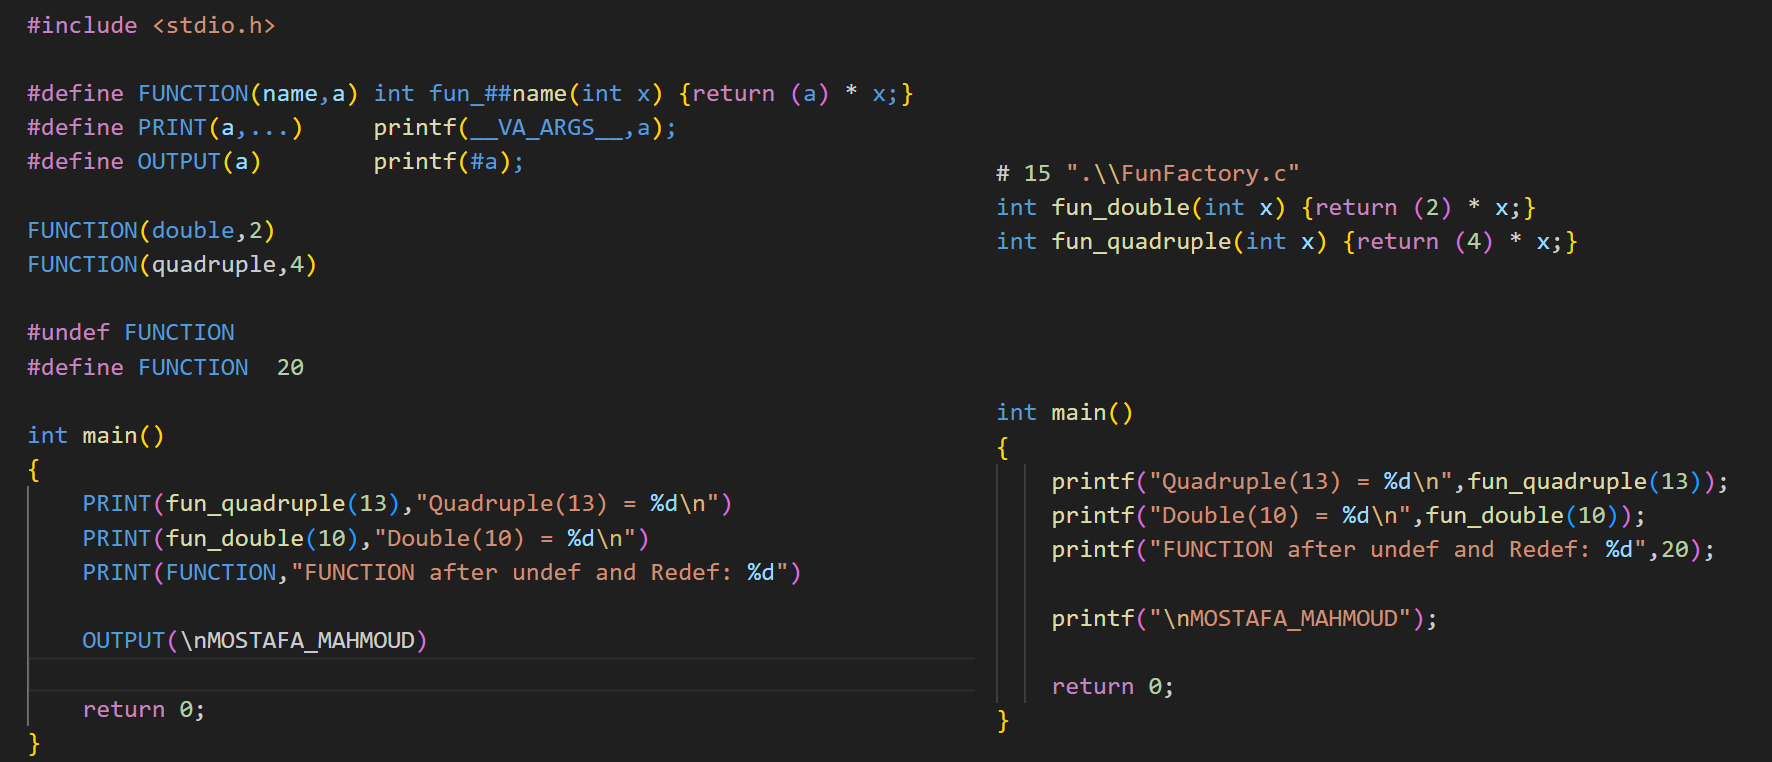 #include <stdio.h>
#define FUNCTION(name,a) int fun_##name(int x) {return (a) * x;}
#define PRINT(a,...)     printf(__VA_ARGS__,a);
#define OUTPUT(a)        printf(#a);
FUNCTION(double,2)
FUNCTION(quadruple,4)
#undef FUNCTION
#define FUNCTION  20
int main()
{
    PRINT(fun_quadruple(13),"Quadruple(13) = %d\n")
    PRINT(fun_double(10),"Double(10) = %d\n")
    PRINT(FUNCTION,"FUNCTION after undef and Redef: %d")
    OUTPUT(\nMOSTAFA_MAHMOUD)
    return 0;
}
# 15 ".\\FunFactory.c"
int fun_double(int x) {return (2) * x;}
int fun_quadruple(int x) {return (4) * x;}
int main()
{
    printf("Quadruple(13) = %d\n",fun_quadruple(13));
    printf("Double(10) = %d\n",fun_double(10));
    printf("FUNCTION after undef and Redef: %d",20);
    printf("\nMOSTAFA_MAHMOUD");
    return 0;
}